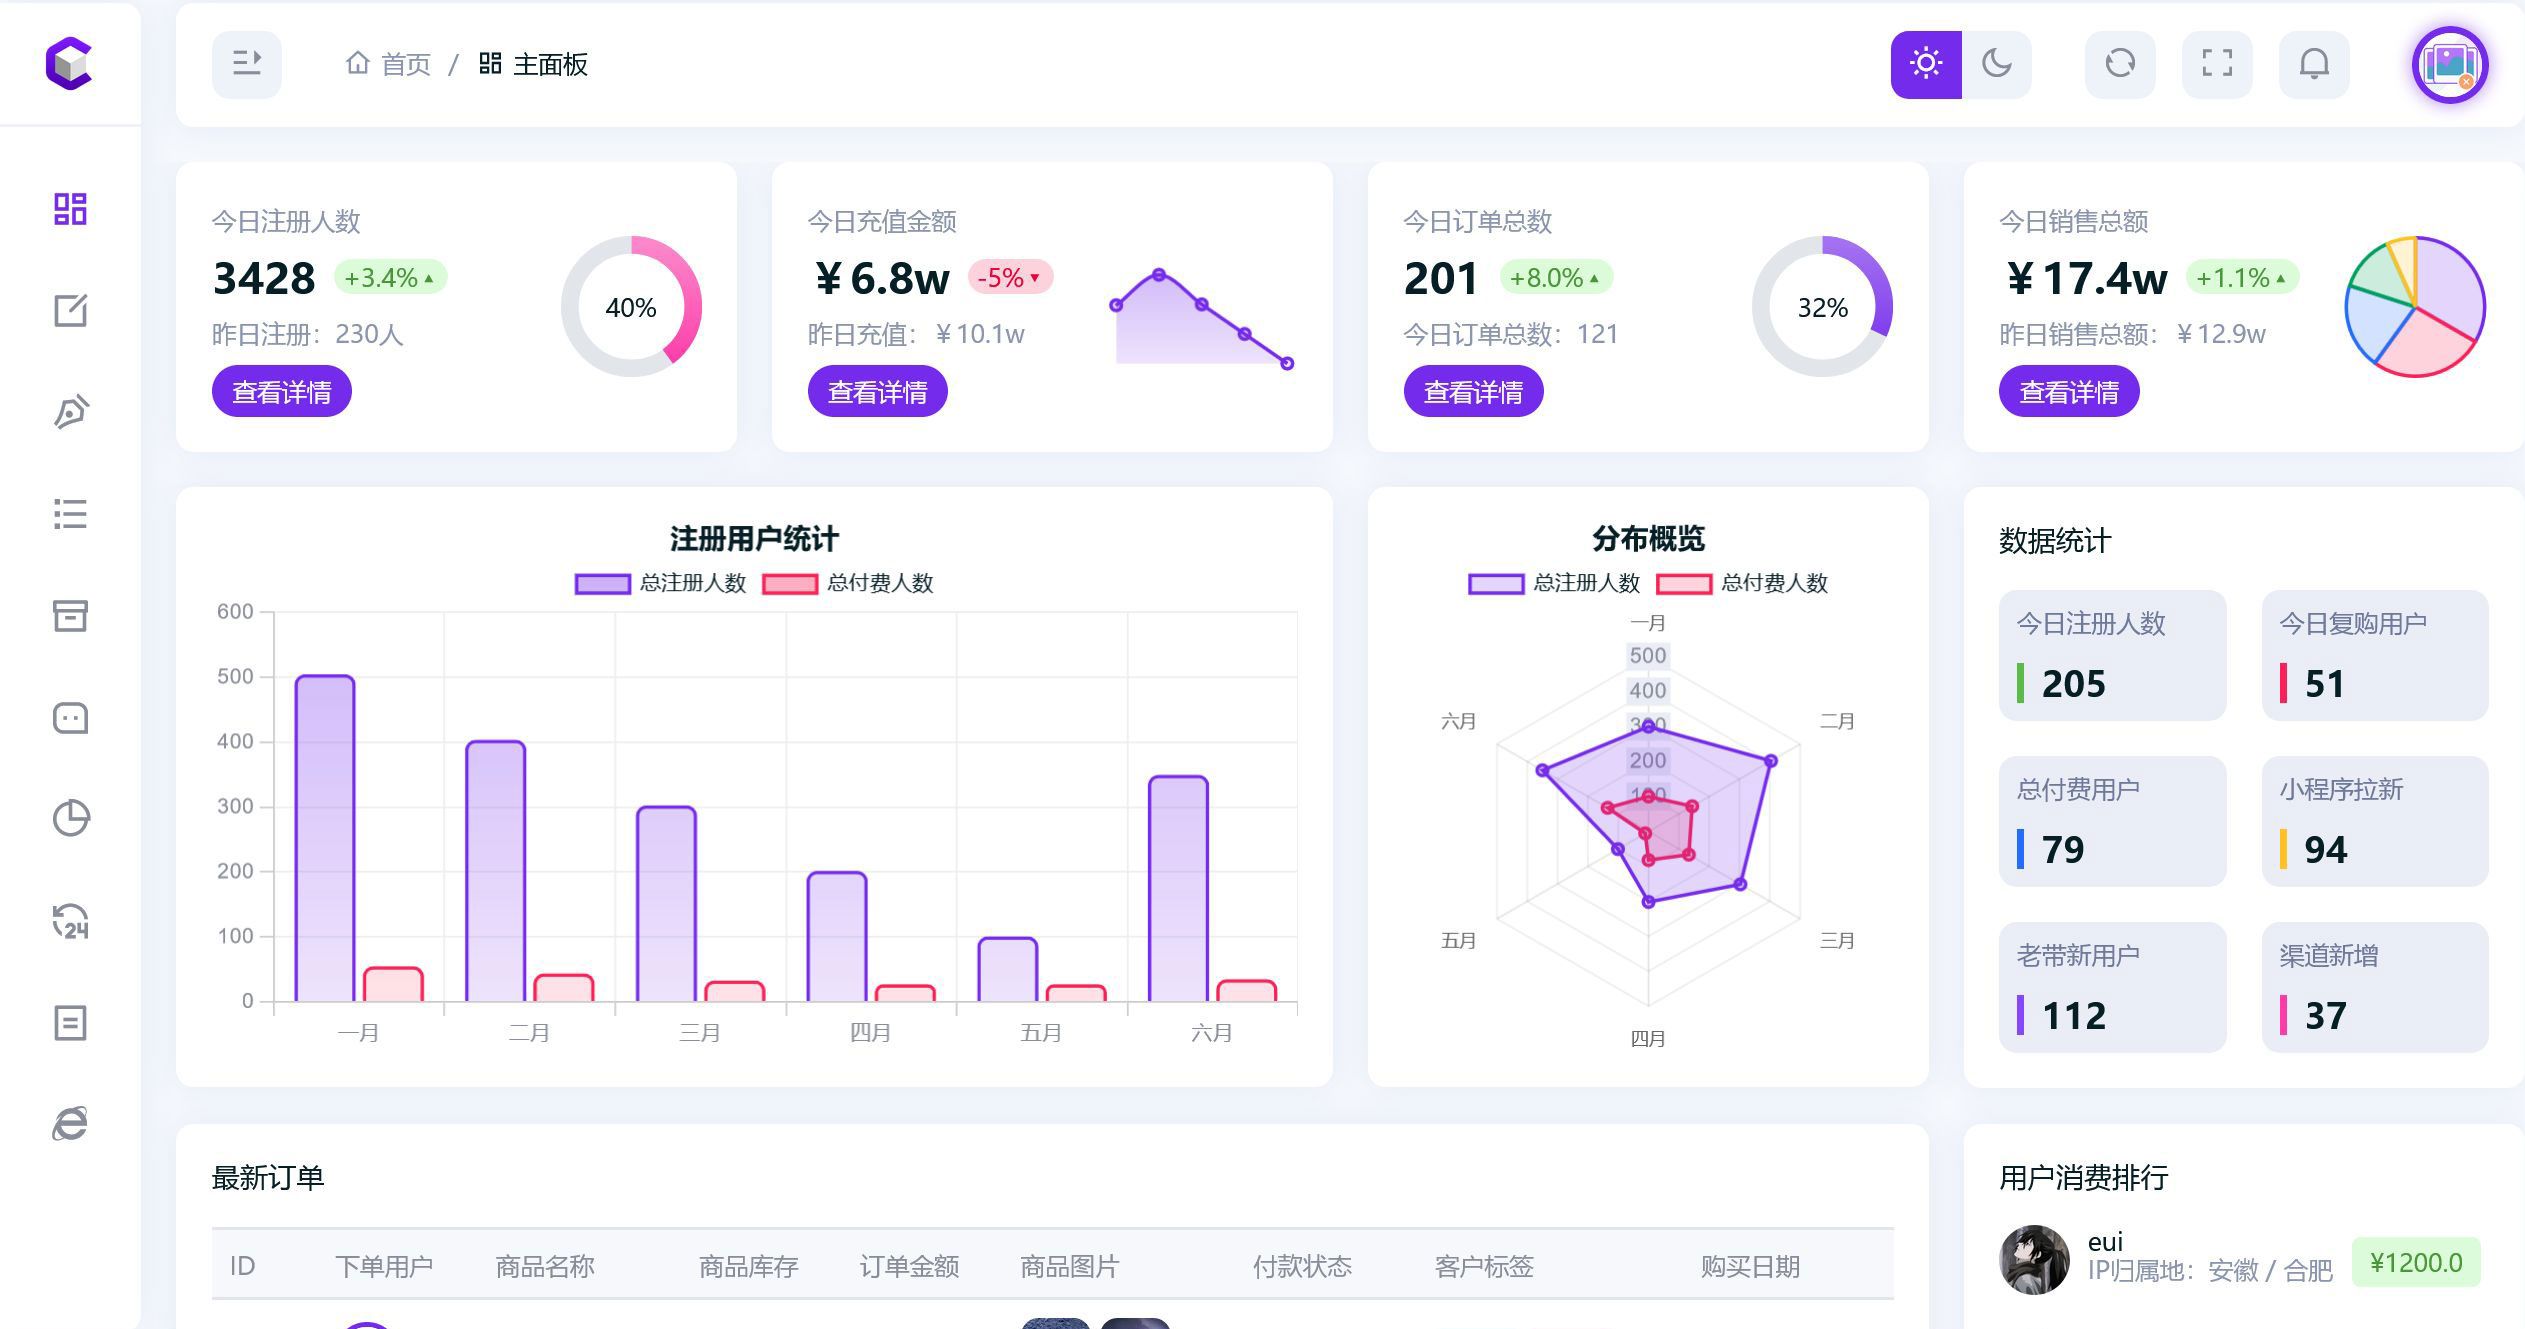 首页 / 主面板
今日注册人数
3428 +3.4%▲
昨日注册：230人
查看详情
40%
今日充值金额
￥6.8w -5%▼
昨日充值：￥10.1w
查看详情
今日订单总数
201 +8.0%▲
今日订单总数：121
查看详情
32%
今日销售总额
￥17.4w +1.1%▲
昨日销售总额：￥12.9w
查看详情
注册用户统计
总注册人数 总付费人数
600
500
400
300
200
100
0
一月 二月 三月 四月 五月 六月
分布概览
总注册人数 总付费人数
一月
500
400
300
200
100
六月 二月
五月 三月
四月
数据统计
今日注册人数 今日复购用户
205 51
总付费用户 小程序拉新
79 94
老带新用户 渠道新增
112 37
24
最新订单
ID 下单用户 商品名称 商品库存 订单金额 商品图片 付款状态 客户标签 购买日期
用户消费排行
eui
IP归属地：安徽 / 合肥
¥1200.0